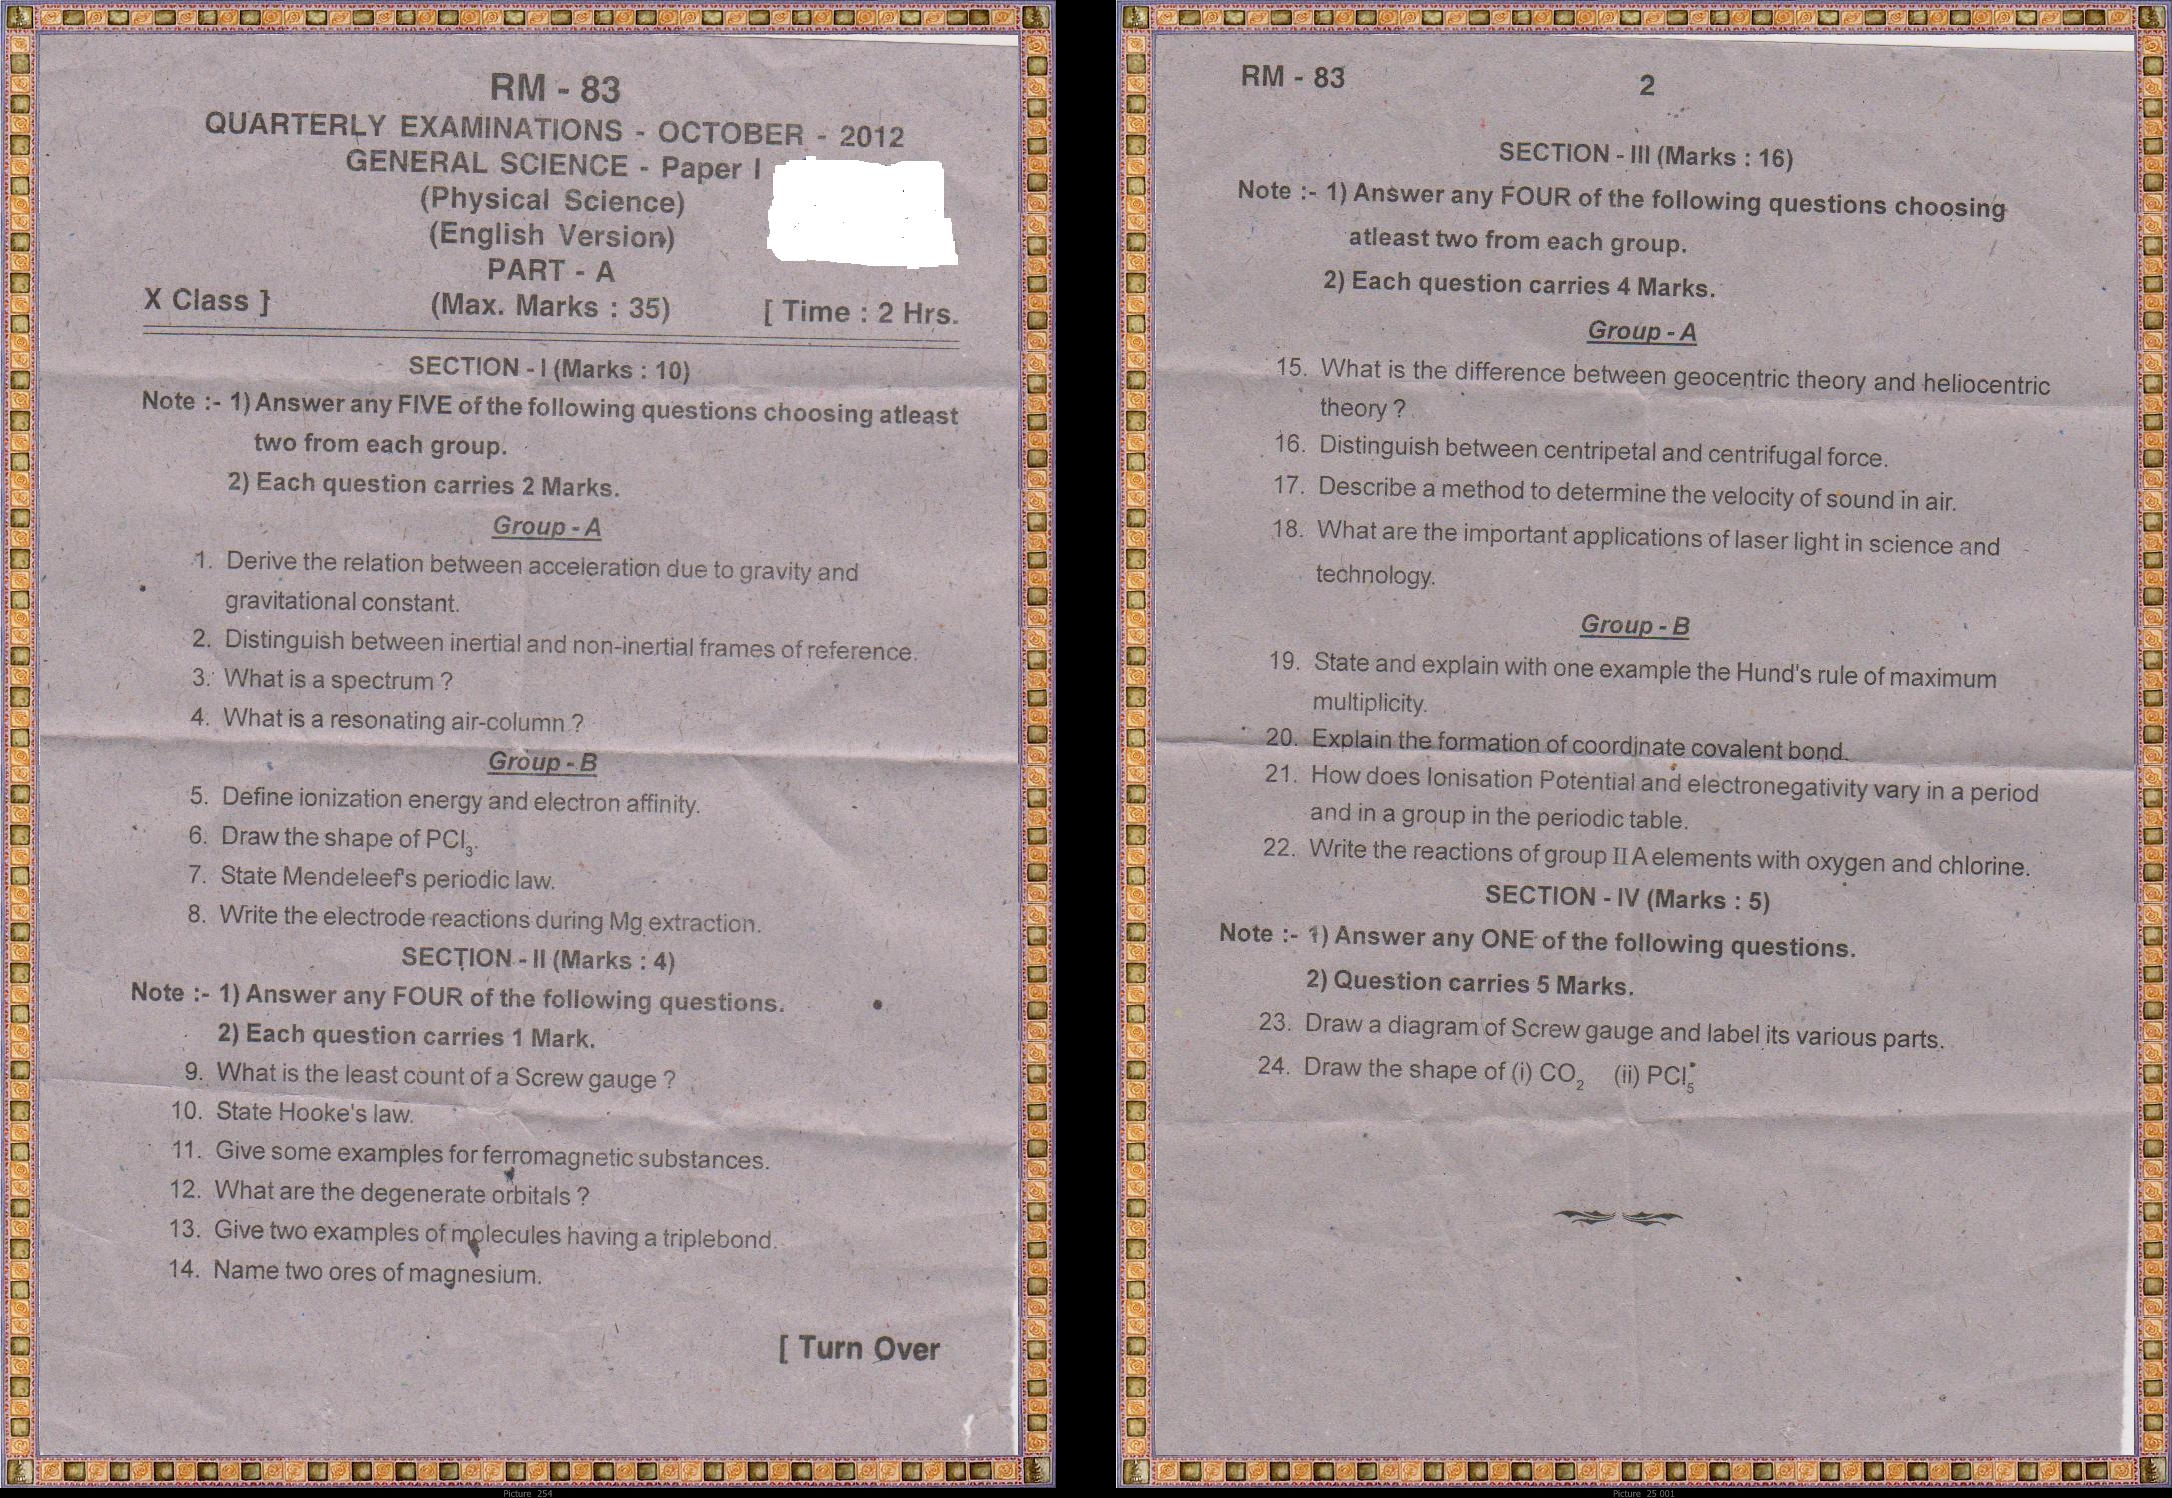 RM - 83
QUARTERLY EXAMINATIONS - OCTOBER - 2012
GENERAL SCIENCE - Paper I
(Physical Science)
(English Version)
PART - A
X Class ] (Max. Marks : 35) [ Time : 2 Hrs.
SECTION - I (Marks : 10)
Note :- 1) Answer any FIVE of the following questions choosing atleast
two from each group.
2) Each question carries 2 Marks.
Group - A
1. Derive the relation between acceleration due to gravity and
gravitational constant.
2. Distinguish between inertial and non-inertial frames of reference.
3. What is a spectrum ?
4. What is a resonating air-column ?
Group - B
5. Define ionization energy and electron affinity.
6. Draw the shape of PCl₃.
7. State Mendeleef's periodic law.
8. Write the electrode reactions during Mg extraction.
SECTION - II (Marks : 4)
Note :- 1) Answer any FOUR of the following questions.
2) Each question carries 1 Mark.
9. What is the least count of a Screw gauge ?
10. State Hooke's law.
11. Give some examples for ferromagnetic substances.
12. What are the degenerate orbitals ?
13. Give two examples of molecules having a triplebond.
14. Name two ores of magnesium.
[ Turn Over
Picture 254
RM - 83
2
SECTION - III (Marks : 16)
Note :- 1) Answer any FOUR of the following questions choosing
atleast two from each group.
2) Each question carries 4 Marks.
Group - A
15. What is the difference between geocentric theory and heliocentric
theory ?
16. Distinguish between centripetal and centrifugal force.
17. Describe a method to determine the velocity of sound in air.
18. What are the important applications of laser light in science and
technology.
Group - B
19. State and explain with one example the Hund's rule of maximum
multiplicity.
20. Explain the formation of coordinate covalent bond.
21. How does Ionisation Potential and electronegativity vary in a period
and in a group in the periodic table.
22. Write the reactions of group II A elements with oxygen and chlorine.
SECTION - IV (Marks : 5)
Note :- 1) Answer any ONE of the following questions.
2) Question carries 5 Marks.
23. Draw a diagram of Screw gauge and label its various parts.
24. Draw the shape of (i) CO₂ (ii) PCl₅
Picture 25 001